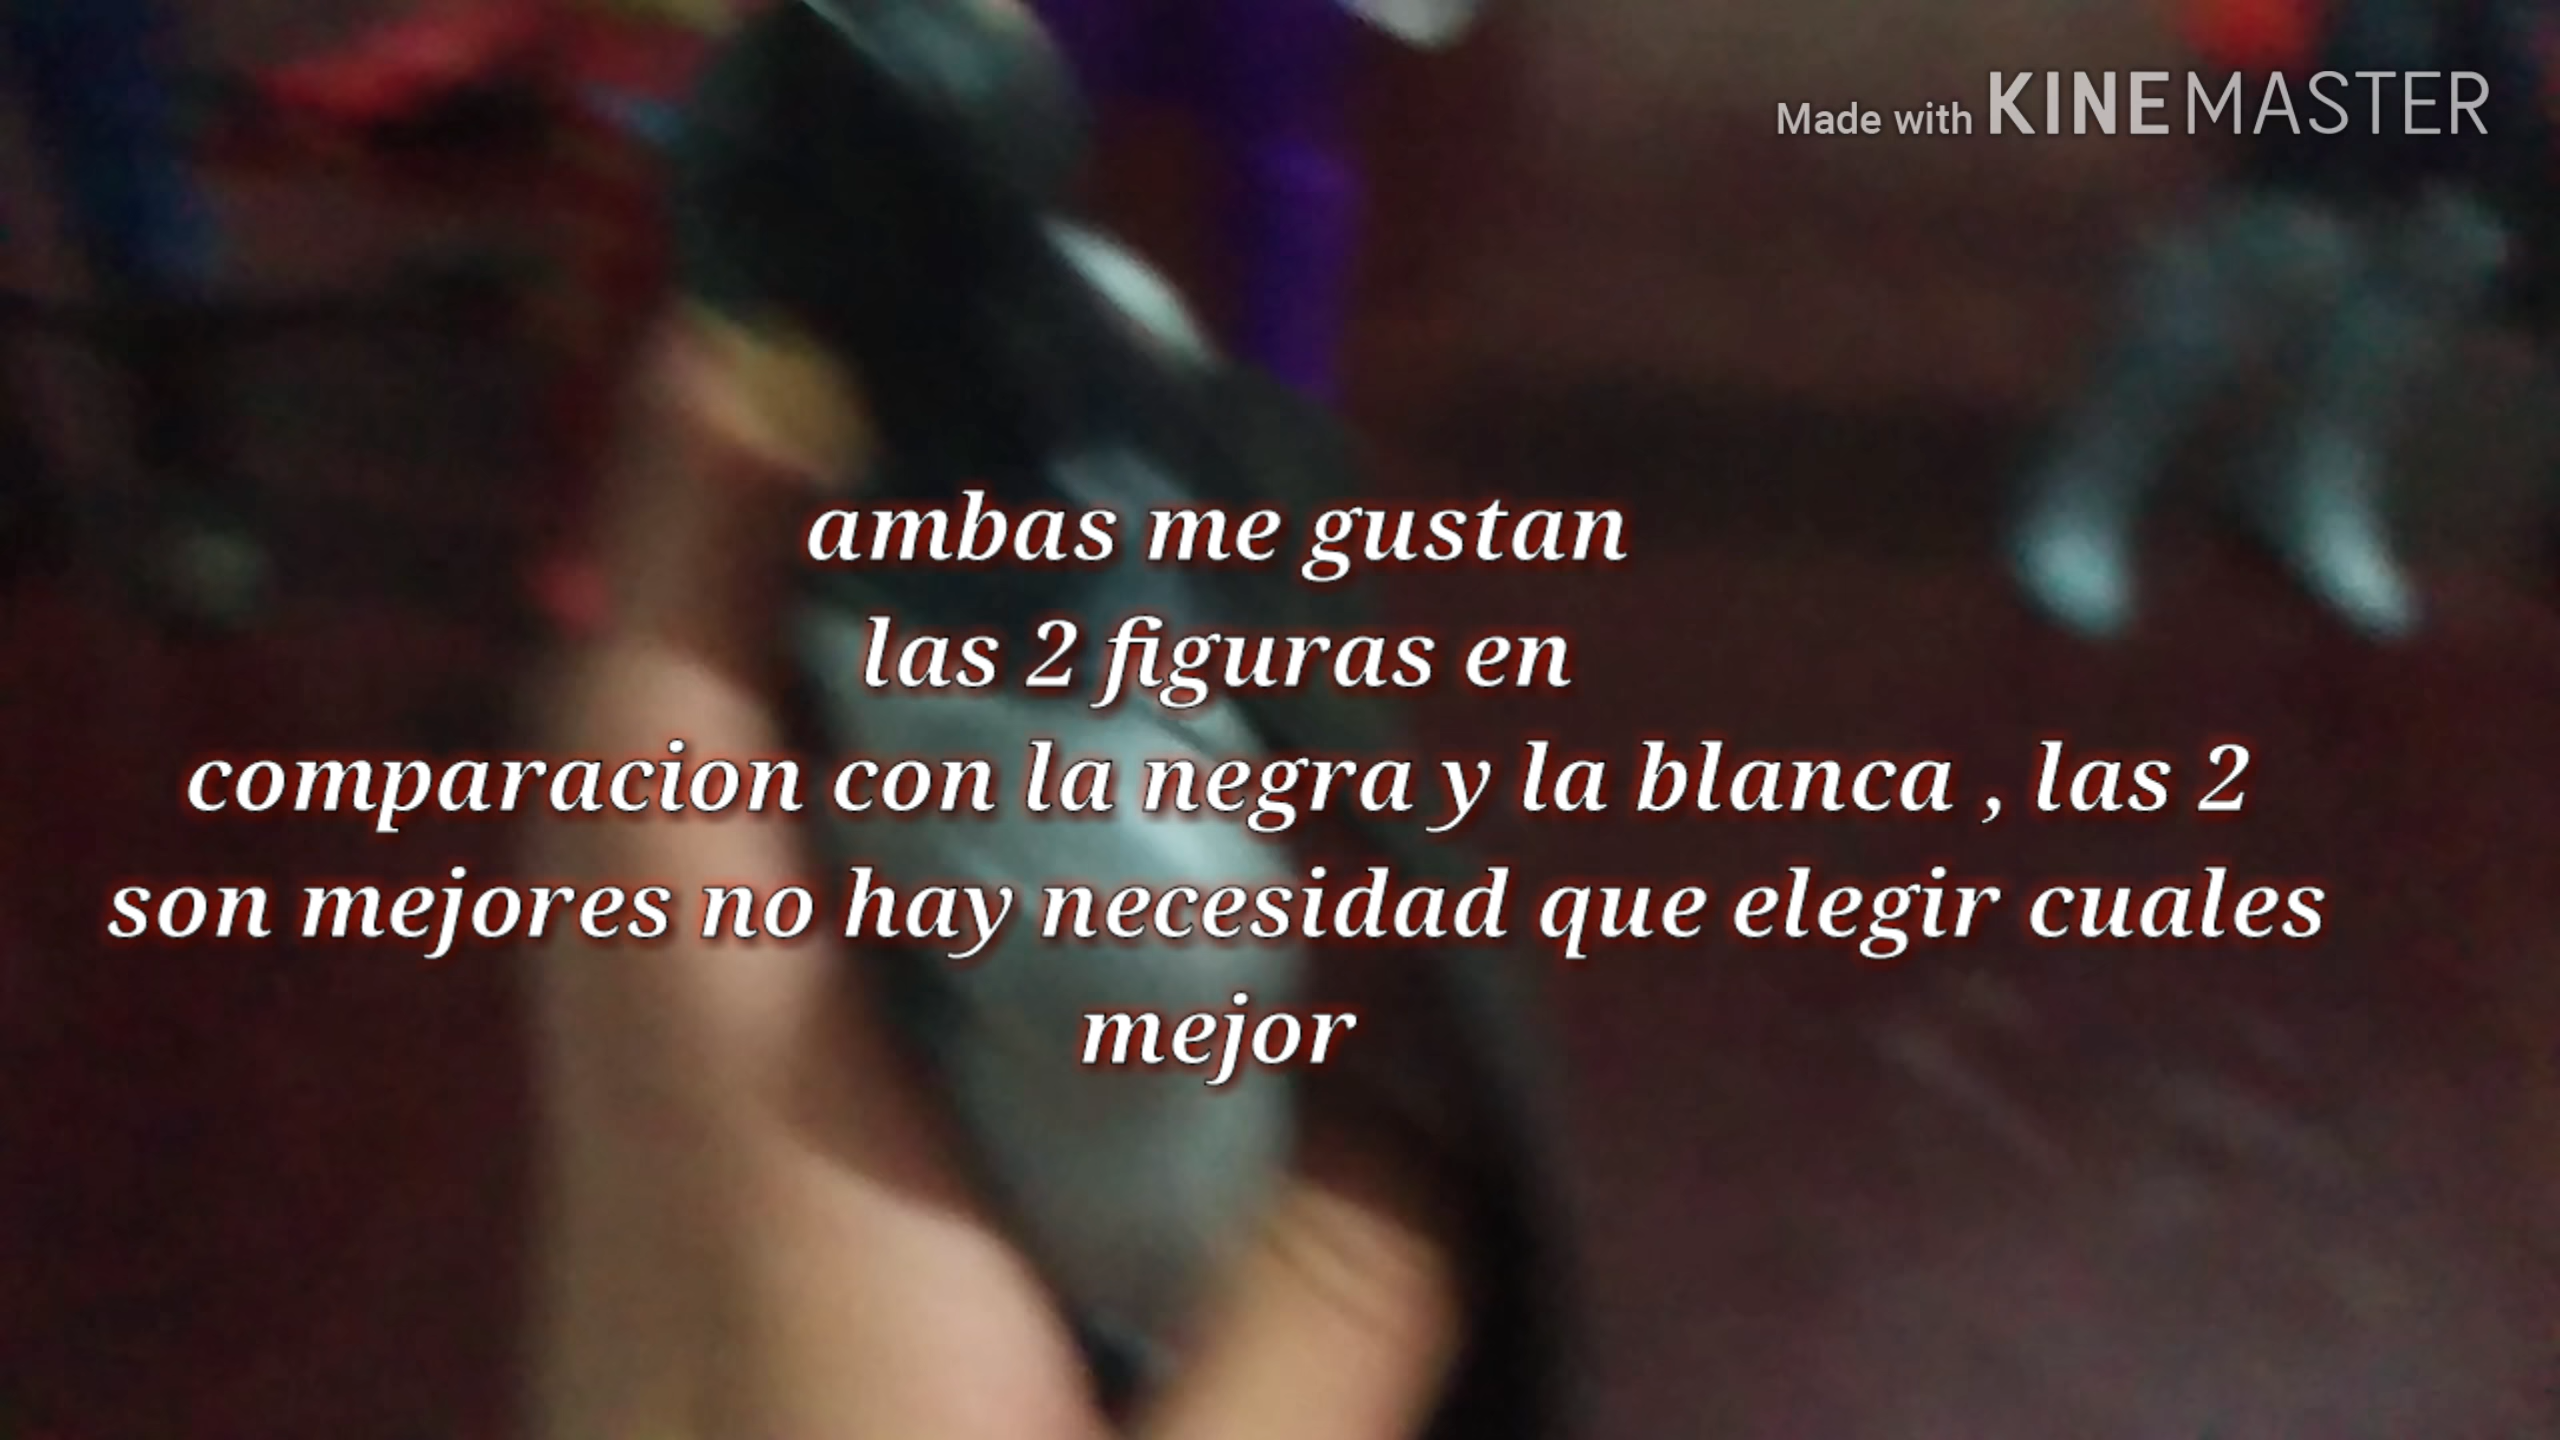 Made with KINEMASTER
ambas me gustan
las 2 figuras en
comparacion con la negra y la blanca , las 2
son mejores no hay necesidad que elegir cuales
mejor